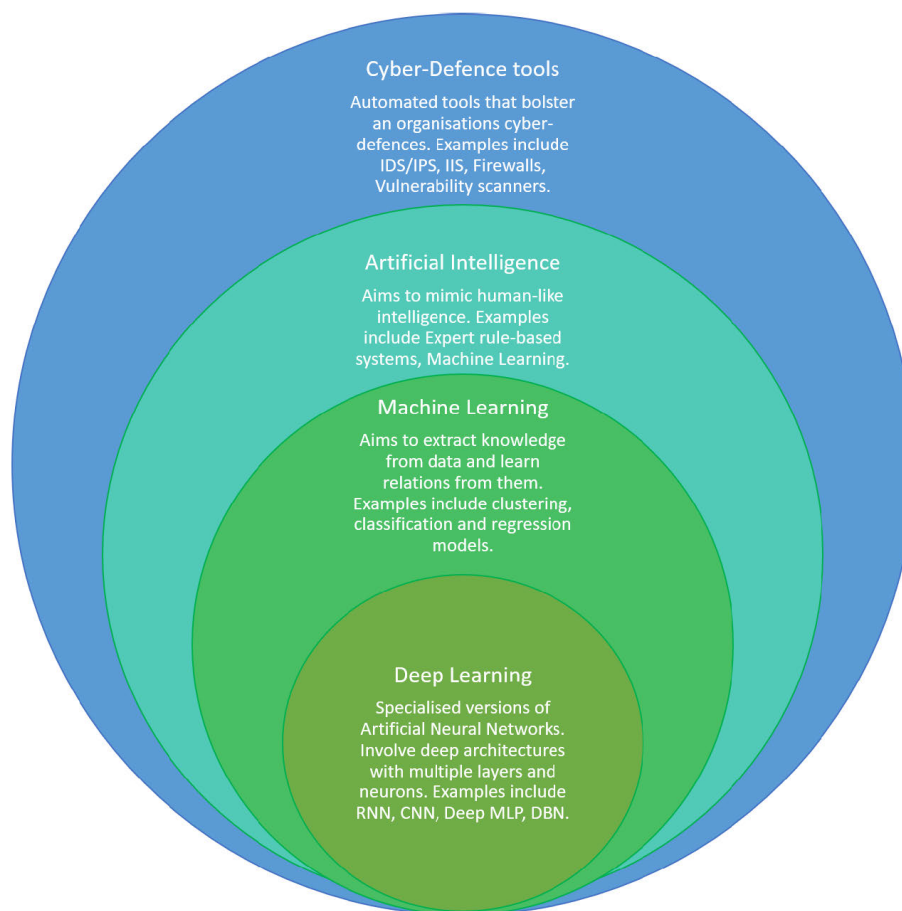 Cyber-Defence tools
Automated tools that bolster
an organisations cyber-
defences. Examples include
IDS/IPS, IIS, Firewalls,
Vulnerability scanners.
Artificial Intelligence
Aims to mimic human-like
intelligence. Examples
include Expert rule-based
systems, Machine Learning.
Machine Learning
Aims to extract knowledge
from data and learn
relations from them.
Examples include clustering,
classification and regression
models.
Deep Learning
Specialised versions of
Artificial Neural Networks.
Involve deep architectures
with multiple layers and
neurons. Examples include
RNN, CNN, Deep MLP, DBN.